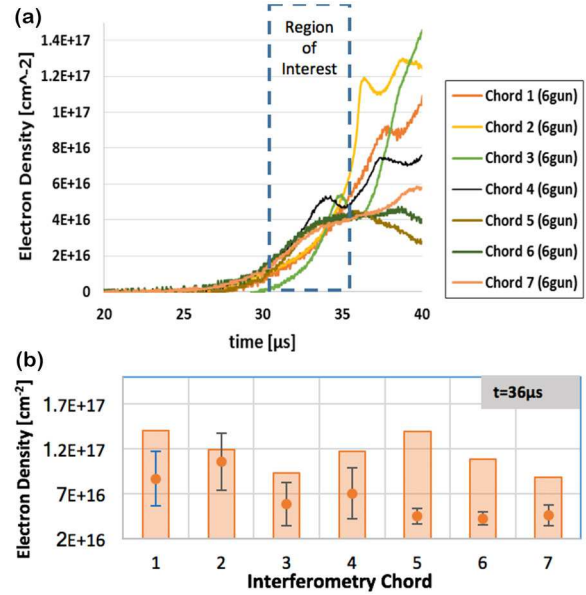 (a)
Region
of
Interest
Electron Density [cm^-2]
1.4E+17
1.2E+17
1E+17
8E+16
6E+16
4E+16
2E+16
0
20 25 30 35 40
time [µs]
Chord 1 (6gun)
Chord 2 (6gun)
Chord 3 (6gun)
Chord 4 (6gun)
Chord 5 (6gun)
Chord 6 (6gun)
Chord 7 (6gun)
(b)
t=36µs
Electron Density [cm⁻²]
1.7E+17
1.2E+17
7E+16
2E+16
1 2 3 4 5 6 7
Interferometry Chord